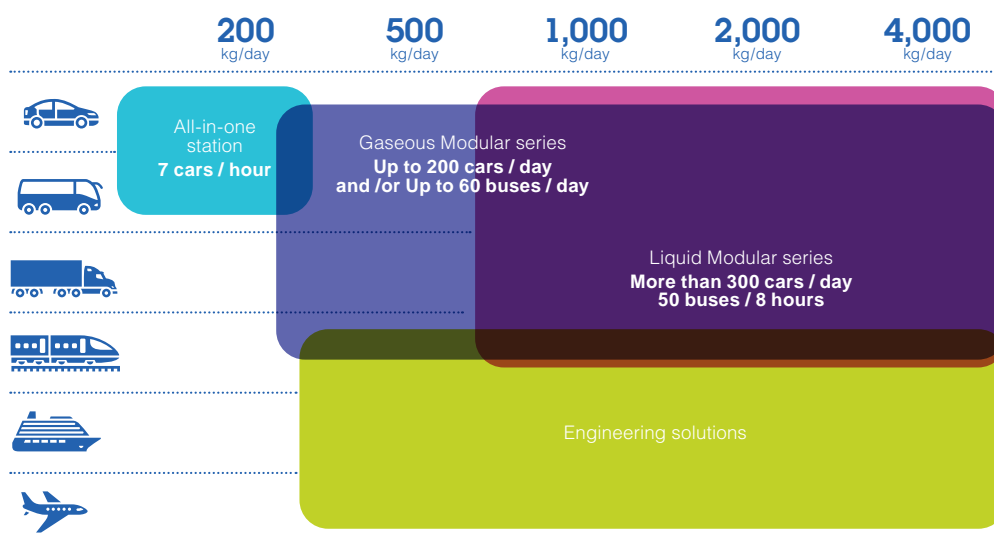 200 500 1,000 2,000 4,000
kg/day kg/day kg/day kg/day kg/day
All-in-one
station
7 cars / hour
Gaseous Modular series
Up to 200 cars / day
and /or Up to 60 buses / day
Liquid Modular series
More than 300 cars / day
50 buses / 8 hours
Engineering solutions